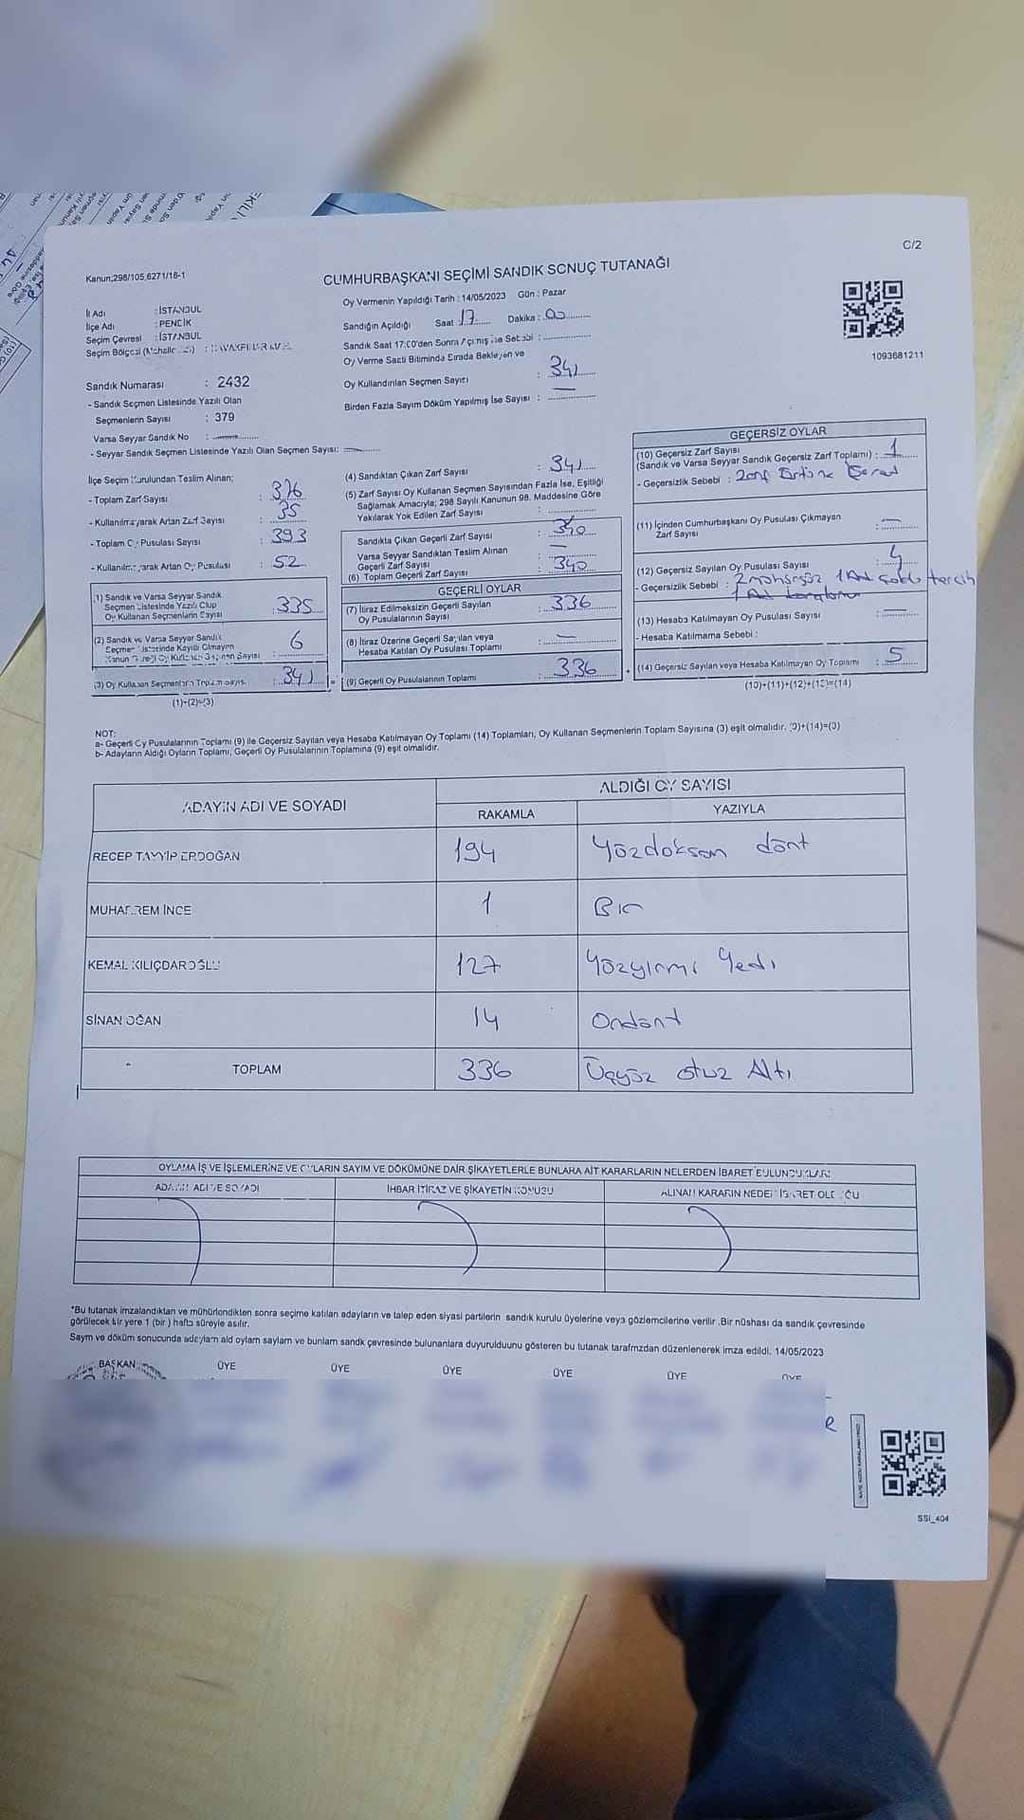 C/2
Kanun:298/105,6271/18-1
CUMHURBAŞKANI SEÇİMİ SANDIK SONUÇ TUTANAĞI
İl Adı : İSTANBUL
İlçe Adı : PENDİK
Seçim Çevresi : İSTANBUL
Seçim Bölgesi
Sandık Numarası : 2432
- Sandık Seçmen Listesinde Yazılı Olan
Seçmenlerin Sayısı : 379
Varsa Seyyar Sandık No :
- Seyyar Sandık Seçmen Listesinde Yazılı Olan Seçmen Sayısı:
Oy Vermenin Yapıldığı Tarih : 14/05/2023 Gün : Pazar
Sandığın Açıldığı Saat 17 Dakika : 00
Sandık Saat 17:00'den Sonra Açılmış ise Sebebi :
Oy Verme Saati Bitiminde Sırada Bekleyen ve
Oy Kullandırılan Seçmen Sayısı : 341
Birden Fazla Sayım Döküm Yapılmış İse Sayısı : —
1093681211
İlçe Seçim Kurulundan Teslim Alınan;
- Toplam Zarf Sayısı : 376
- Kullanılmayarak Artan Zarf Sayısı : 35
- Toplam Oy Pusulası Sayısı : 393
- Kullanılmayarak Artan Oy Pusulası : 52
(1) Sandık ve Varsa Seyyar Sandık
Seçmen Listesinde Yazılı Olup
Oy Kullanan Seçmenlerin Sayısı : 335
(2) Sandık ve Varsa Seyyar Sandık
Seçmen Listesinde Kayıtlı Olmayan
Kanun Gereği Oy Kullanan Seçmen Sayısı : 6
(3) Oy Kullanan Seçmenlerin Toplam Sayısı : 341
(1)+(2)=(3)
(4) Sandıktan Çıkan Zarf Sayısı : 341
(5) Zarf Sayısı Oy Kullanan Seçmen Sayısından Fazla İse, Eşitliği
Sağlamak Amacıyla; 298 Sayılı Kanunun 98. Maddesine Göre
Yakılarak Yok Edilen Zarf Sayısı :
Sandıkta Çıkan Geçerli Zarf Sayısı : 340
Varsa Seyyar Sandıktan Teslim Alınan
Geçerli Zarf Sayısı : —
(6) Toplam Geçerli Zarf Sayısı : 340
GEÇERLİ OYLAR
(7) İtiraz Edilmeksizin Geçerli Sayılan
Oy Pusulalarının Sayısı : 336
(8) İtiraz Üzerine Geçerli Sayılan veya
Hesaba Katılan Oy Pusulası Toplamı : —
(9) Geçerli Oy Pusulalarının Toplamı : 336
GEÇERSİZ OYLAR
(10) Geçersiz Zarf Sayısı
(Sandık ve Varsa Seyyar Sandık Geçersiz Zarf Toplamı) : 1
- Geçersizlik Sebebi : Zarf
(11) İçinden Cumhurbaşkanı Oy Pusulası Çıkmayan
Zarf Sayısı : —
(12) Geçersiz Sayılan Oy Pusulası Sayısı : 4
- Geçersizlik Sebebi : 2 mühürsüz 1 Ad tercih
(13) Hesaba Katılmayan Oy Pusulası Sayısı : —
- Hesaba Katılmama Sebebi :
(14) Geçersiz Sayılan veya Hesaba Katılmayan Oy Toplamı : 5
(10)+(11)+(12)+(13)=(14)
NOT:
a- Geçerli Oy Pusulalarının Toplamı (9) ile Geçersiz Sayılan veya Hesaba Katılmayan Oy Toplamı (14) Toplamları, Oy Kullanan Seçmenlerin Toplam Sayısına (3) eşit olmalıdır. (9)+(14)=(3)
b- Adayların Aldığı Oyların Toplamı, Geçerli Oy Pusulalarının Toplamına (9) eşit olmalıdır.
ADAYIN ADI VE SOYADI ALDIĞI OY SAYISI
RAKAMLA YAZIYLA
RECEP TAYYİP ERDOĞAN 194 Yüzdoksan dört
MUHARREM İNCE 1 Bir
KEMAL KILIÇDAROĞLU 127 Yüzyirmi Yedi
SİNAN OĞAN 14 Ondört
TOPLAM 336 Üçyüz otuz Altı
OYLAMA İŞ VE İŞLEMLERİNE VE OYLARIN SAYIM VE DÖKÜMÜNE DAİR ŞİKAYETLERLE BUNLARA AİT KARARLARIN NELERDEN İBARET BULUNDUKLARI
ADAYIN ADI VE SOYADI İHBAR İTİRAZ VE ŞİKAYETİN KONUSU ALINAN KARARIN NEDEN İBARET OLDUĞU
*Bu tutanak imzalandıktan ve mühürlendikten sonra seçime katılan adayların ve talep eden siyasi partilerin sandık kurulu üyelerine veya gözlemcilerine verilir .Bir nüshası da sandık çevresinde
görülecek bir yere 1 (bir ) hafta süreyle asılır.
Sayım ve döküm sonucunda adayların aldı oyların sayıları ve bunların sandk çevresinde bulunanlara duyurulduunu gösteren bu tutanak tarafmzdan düzenlenerek imza edildi. 14/05/2023
BAŞKAN ÜYE ÜYE ÜYE ÜYE ÜYE ÜYE
SSİ_404